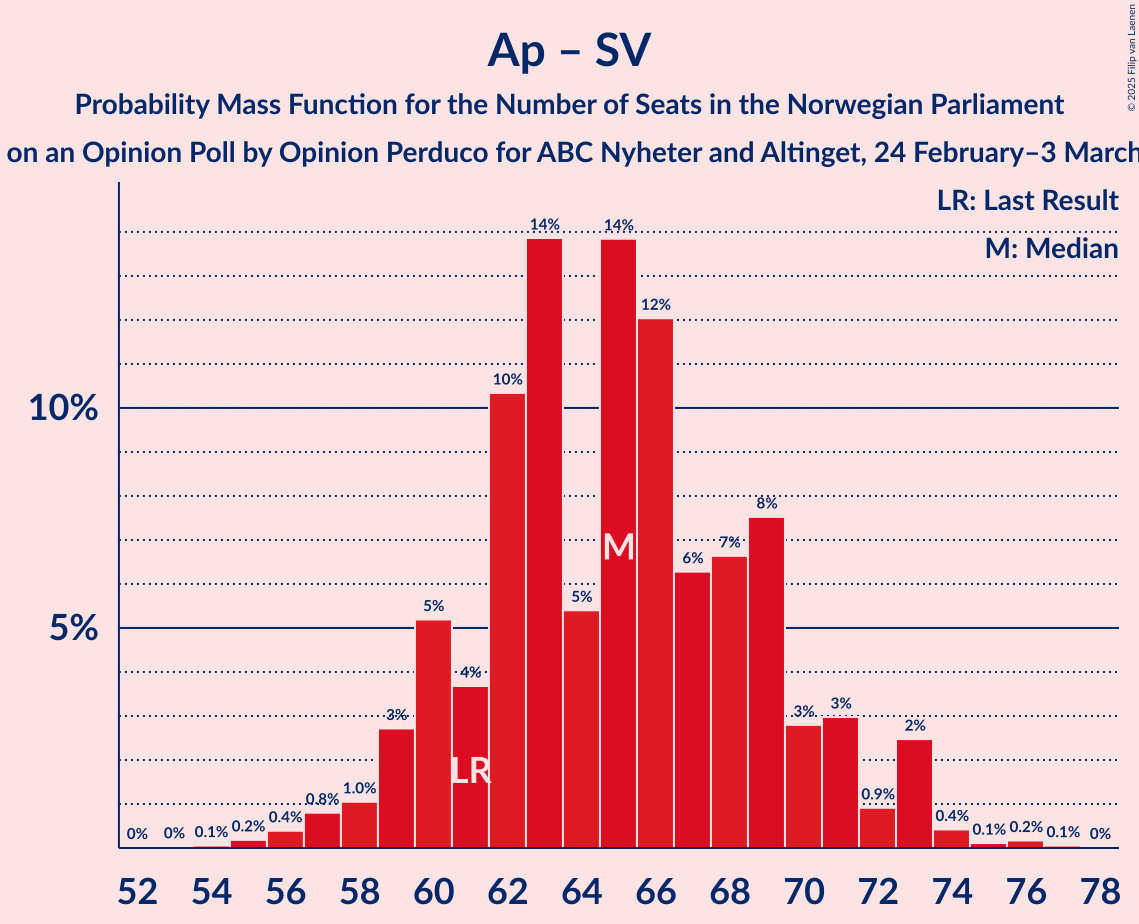 Ap – SV
Probability Mass Function for the Number of Seats in the Norwegian Parliament
on an Opinion Poll by Opinion Perduco for ABC Nyheter and Altinget, 24 February–3 March
© 2025 Filip van Laenen
LR: Last Result
M: Median
14% 14%
12%
10%
10%
8%
7%
6%
5% 5%
5%
4%
3% 3% 3%
2%
0% 0% 0.1% 0.2% 0.4% 0.8% 1.0% 0.9% 0.4% 0.1% 0.2% 0.1% 0%
M
LR
52 54 56 58 60 62 64 66 68 70 72 74 76 78